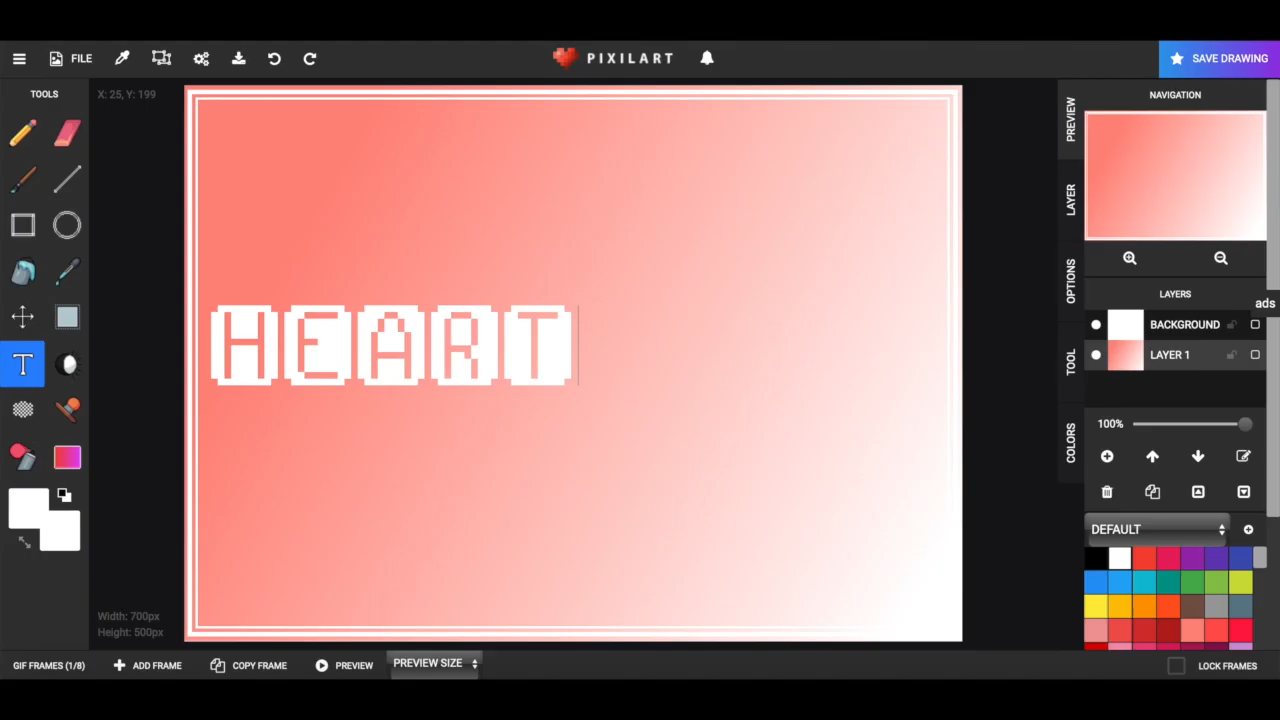 FILE
PIXILART
SAVE DRAWING
TOOLS
X: 25, Y: 199
HEART
Width: 700px
Height: 500px
PREVIEW
LAYER
OPTIONS
TOOL
COLORS
NAVIGATION
ads
LAYERS
BACKGROUND
LAYER 1
100%
DEFAULT
GIF FRAMES (1/8)
ADD FRAME
COPY FRAME
PREVIEW
PREVIEW SIZE
LOCK FRAMES